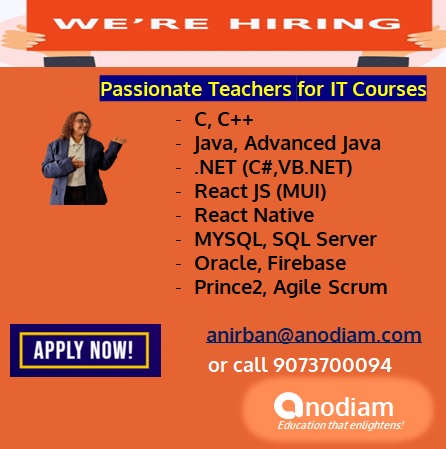 WE'RE HIRING
Passionate Teachers for IT Courses
- C, C++
- Java, Advanced Java
- .NET (C#,VB.NET)
- React JS (MUI)
- React Native
- MYSQL, SQL Server
- Oracle, Firebase
- Prince2, Agile Scrum
anirban@anodiam.com
APPLY NOW!
or call 9073700094
anodiam
Education that enlightens!